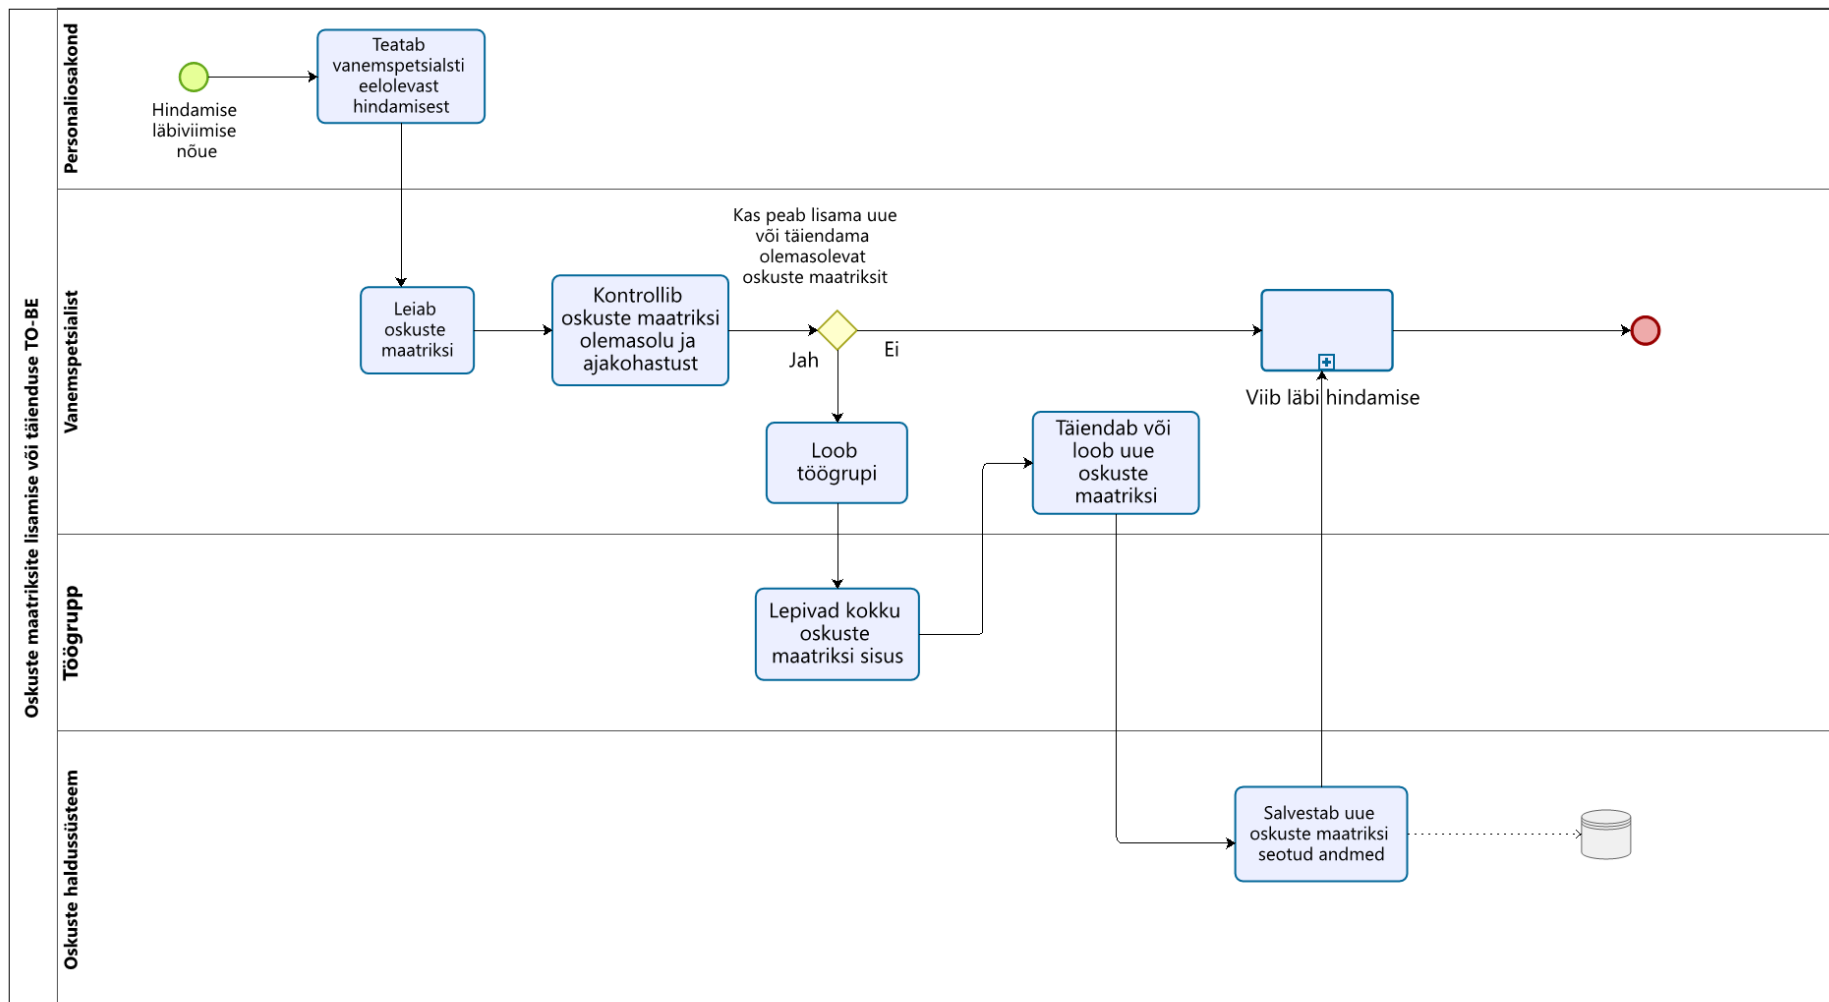 Oskuste maatriksite lisamise või täienduse TO-BE
Personaliosakond
Hindamise
läbiviimise
nõue
Teatab
vanemspetsialsti
eelolevast
hindamisest
Vanemspetsialist
Leiab
oskuste
maatriksi
Kontrollib
oskuste maatriksi
olemasolu ja
ajakohastust
Kas peab lisama uue
või täiendama
olemasolevat
oskuste maatriksit
Jah
Ei
Viib läbi hindamise
Loob
töögrupi
Täiendab või
loob uue
oskuste
maatriksi
Töögrupp
Lepivad kokku
oskuste
maatriksi sisus
Oskuste haldussüsteem
Salvestab uue
oskuste maatriksi
seotud andmed